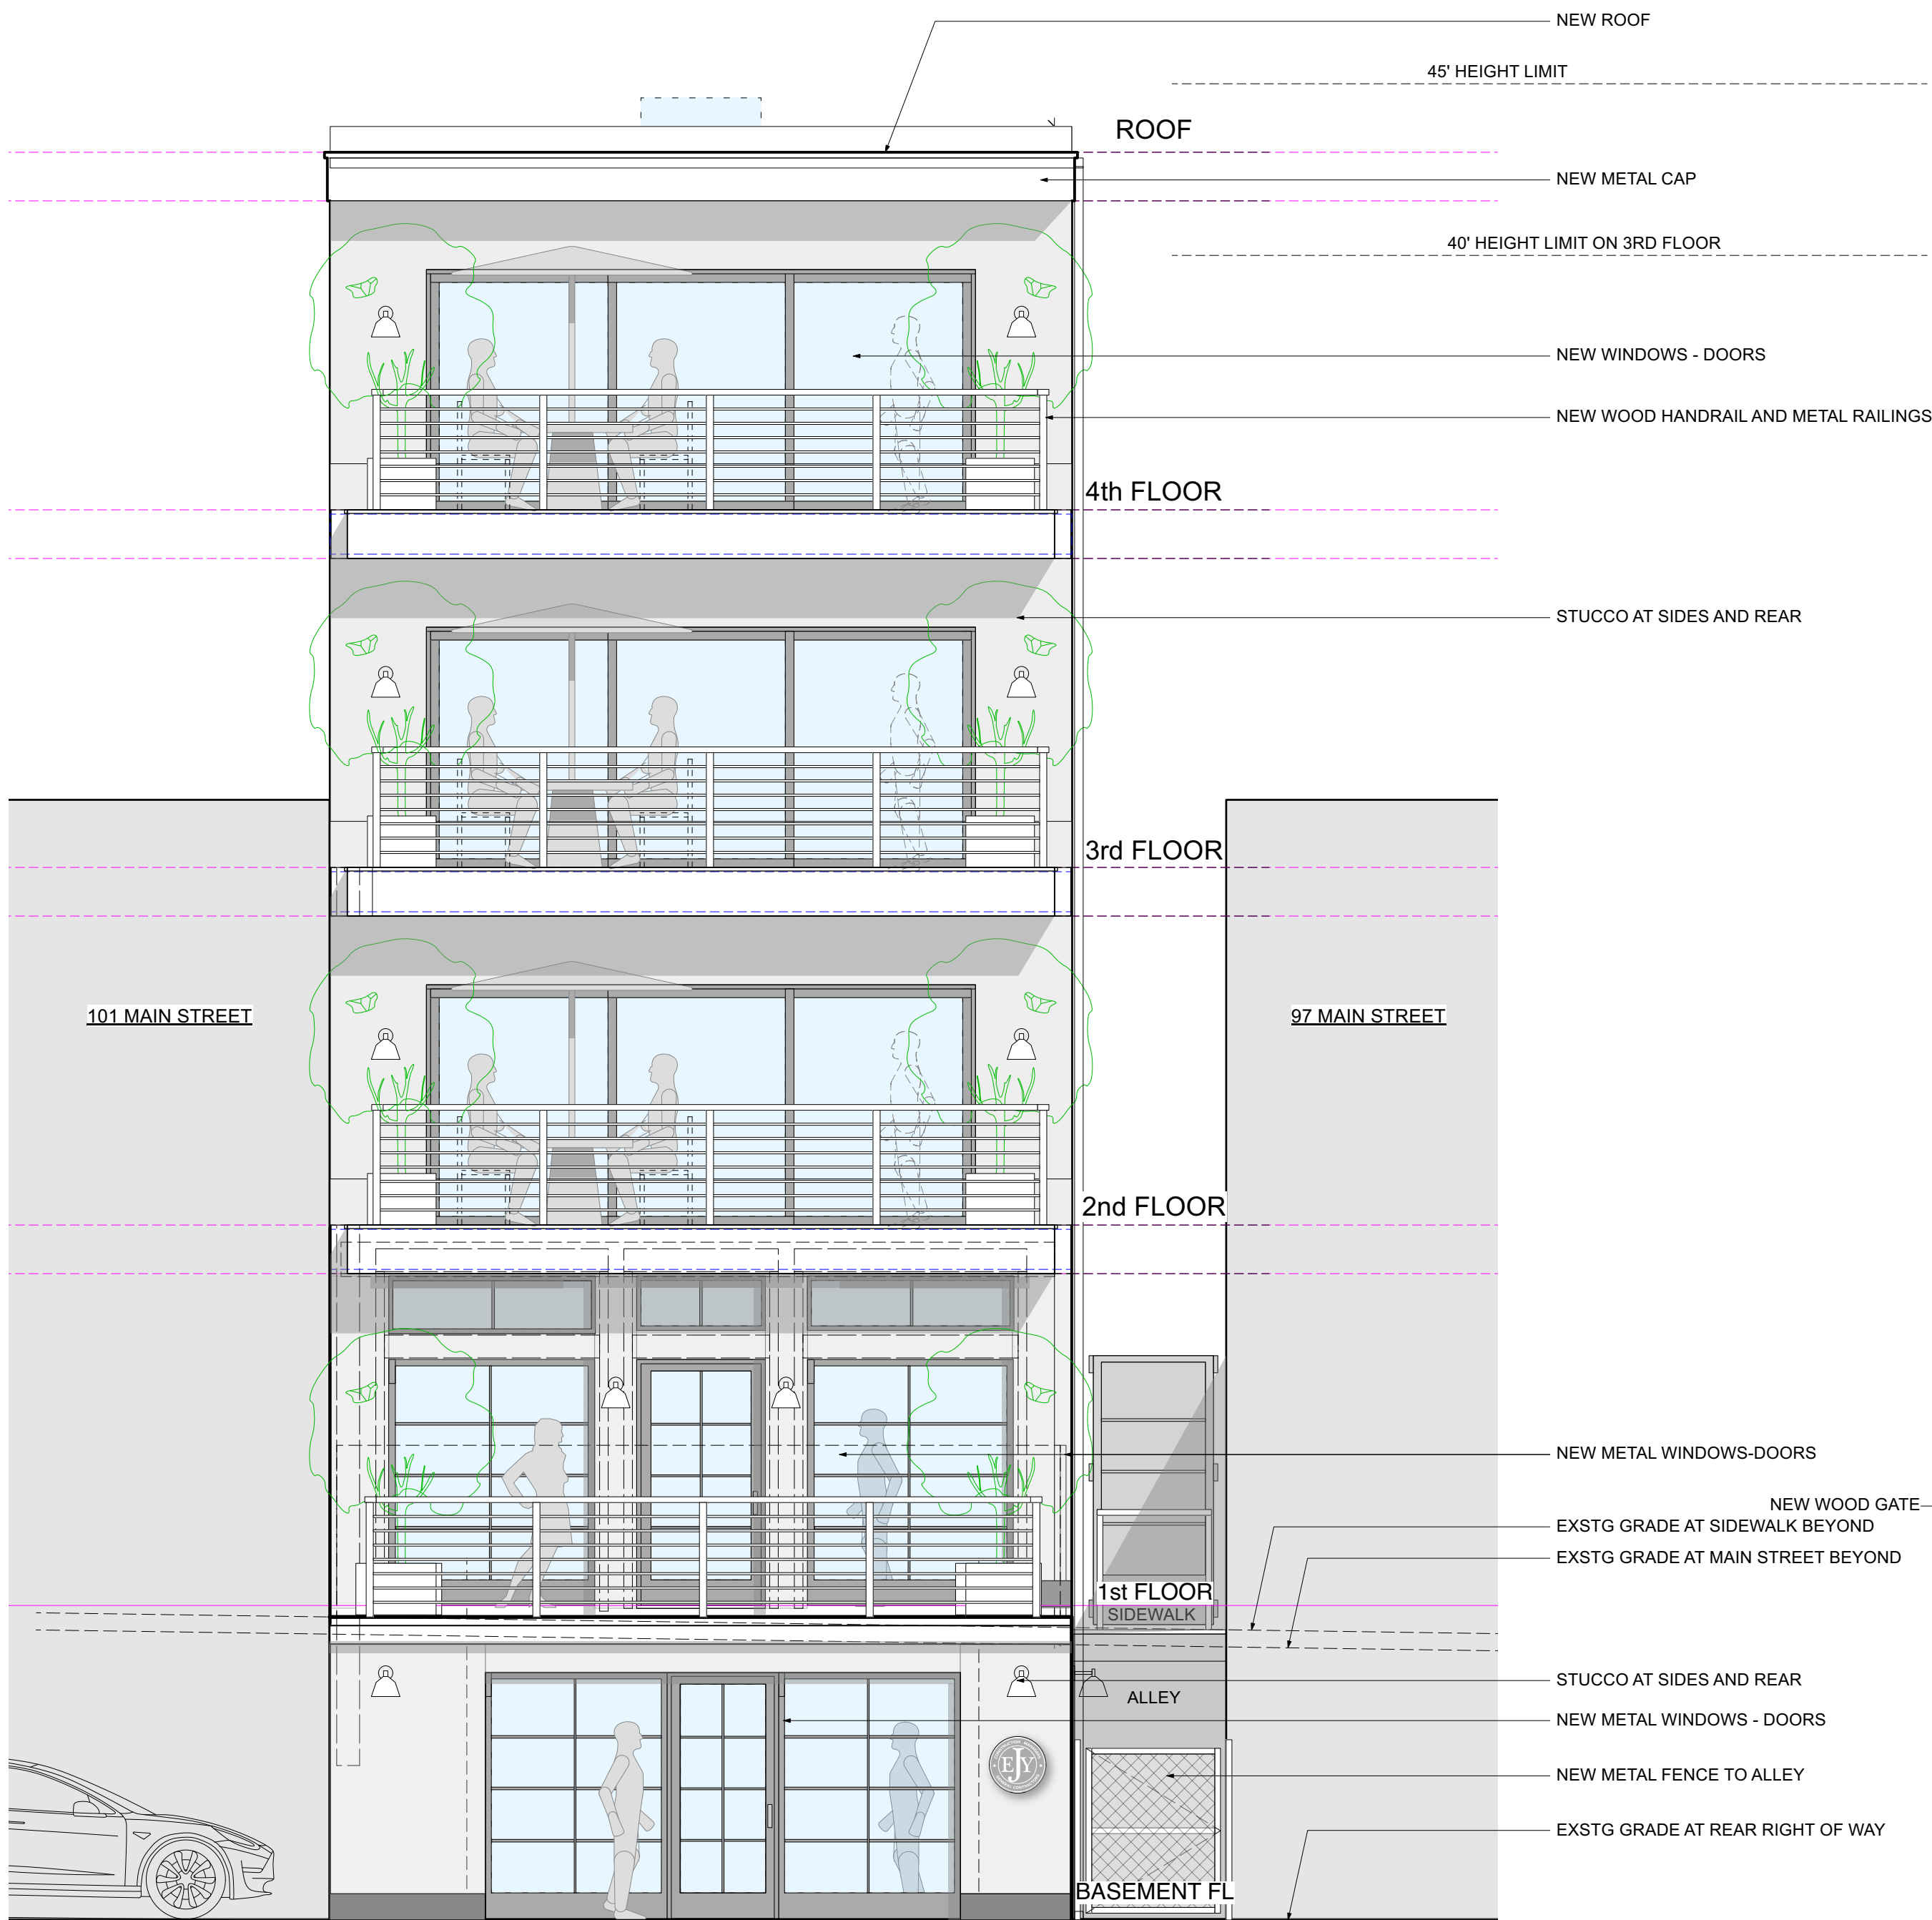 NEW ROOF
45' HEIGHT LIMIT
ROOF
NEW METAL CAP
40' HEIGHT LIMIT ON 3RD FLOOR
NEW WINDOWS - DOORS
NEW WOOD HANDRAIL AND METAL RAILINGS
4th FLOOR
STUCCO AT SIDES AND REAR
3rd FLOOR
101 MAIN STREET
97 MAIN STREET
2nd FLOOR
NEW METAL WINDOWS-DOORS
NEW WOOD GATE
EXSTG GRADE AT SIDEWALK BEYOND
EXSTG GRADE AT MAIN STREET BEYOND
1st FLOOR
SIDEWALK
STUCCO AT SIDES AND REAR
ALLEY
NEW METAL WINDOWS - DOORS
EJY
NEW METAL FENCE TO ALLEY
EXSTG GRADE AT REAR RIGHT OF WAY
BASEMENT FL